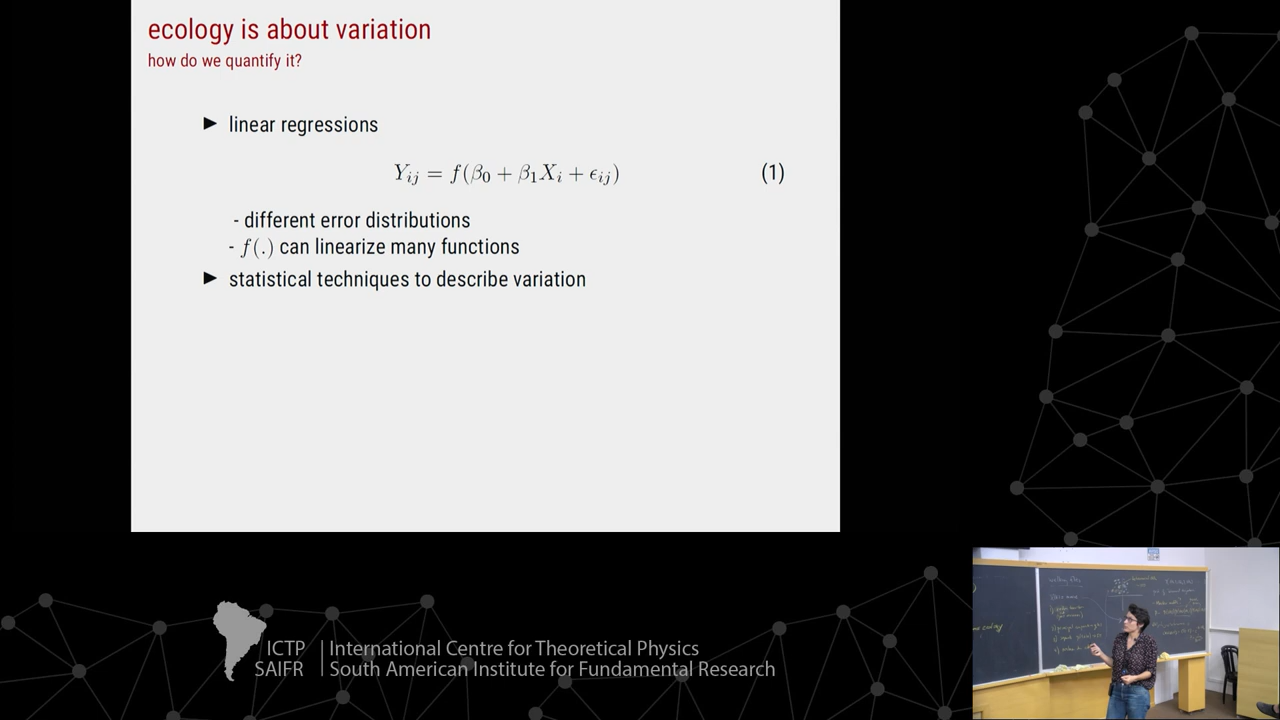 ecology is about variation
how do we quantify it?
► linear regressions
Y_{ij} = f(β_0 + β_1 X_i + ϵ_{ij}) (1)
- different error distributions
- f(.) can linearize many functions
► statistical techniques to describe variation
ICTP | International Centre for Theoretical Physics
SAIFR | South American Institute for Fundamental Research